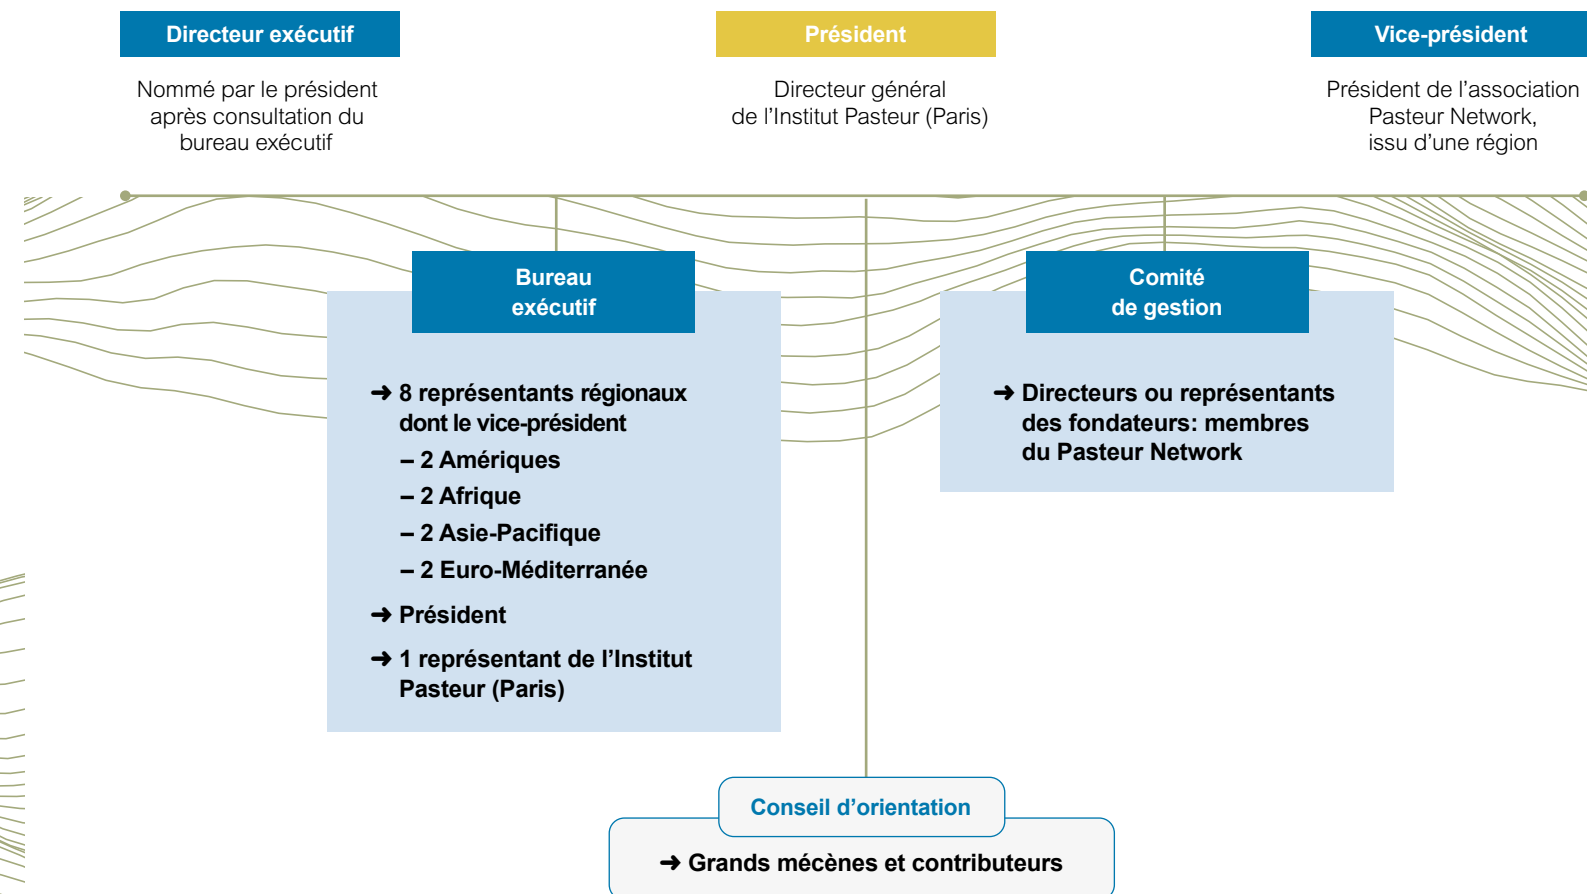 Directeur exécutif
Nommé par le président
après consultation du
bureau exécutif
Président
Directeur général
de l’Institut Pasteur (Paris)
Vice-président
Président de l’association
Pasteur Network,
issu d’une région
Bureau
exécutif
➜ 8 représentants régionaux
dont le vice-président
– 2 Amériques
– 2 Afrique
– 2 Asie-Pacifique
– 2 Euro-Méditerranée
➜ Président
➜ 1 représentant de l’Institut
Pasteur (Paris)
Comité
de gestion
➜ Directeurs ou représentants
des fondateurs: membres
du Pasteur Network
Conseil d’orientation
➜ Grands mécènes et contributeurs